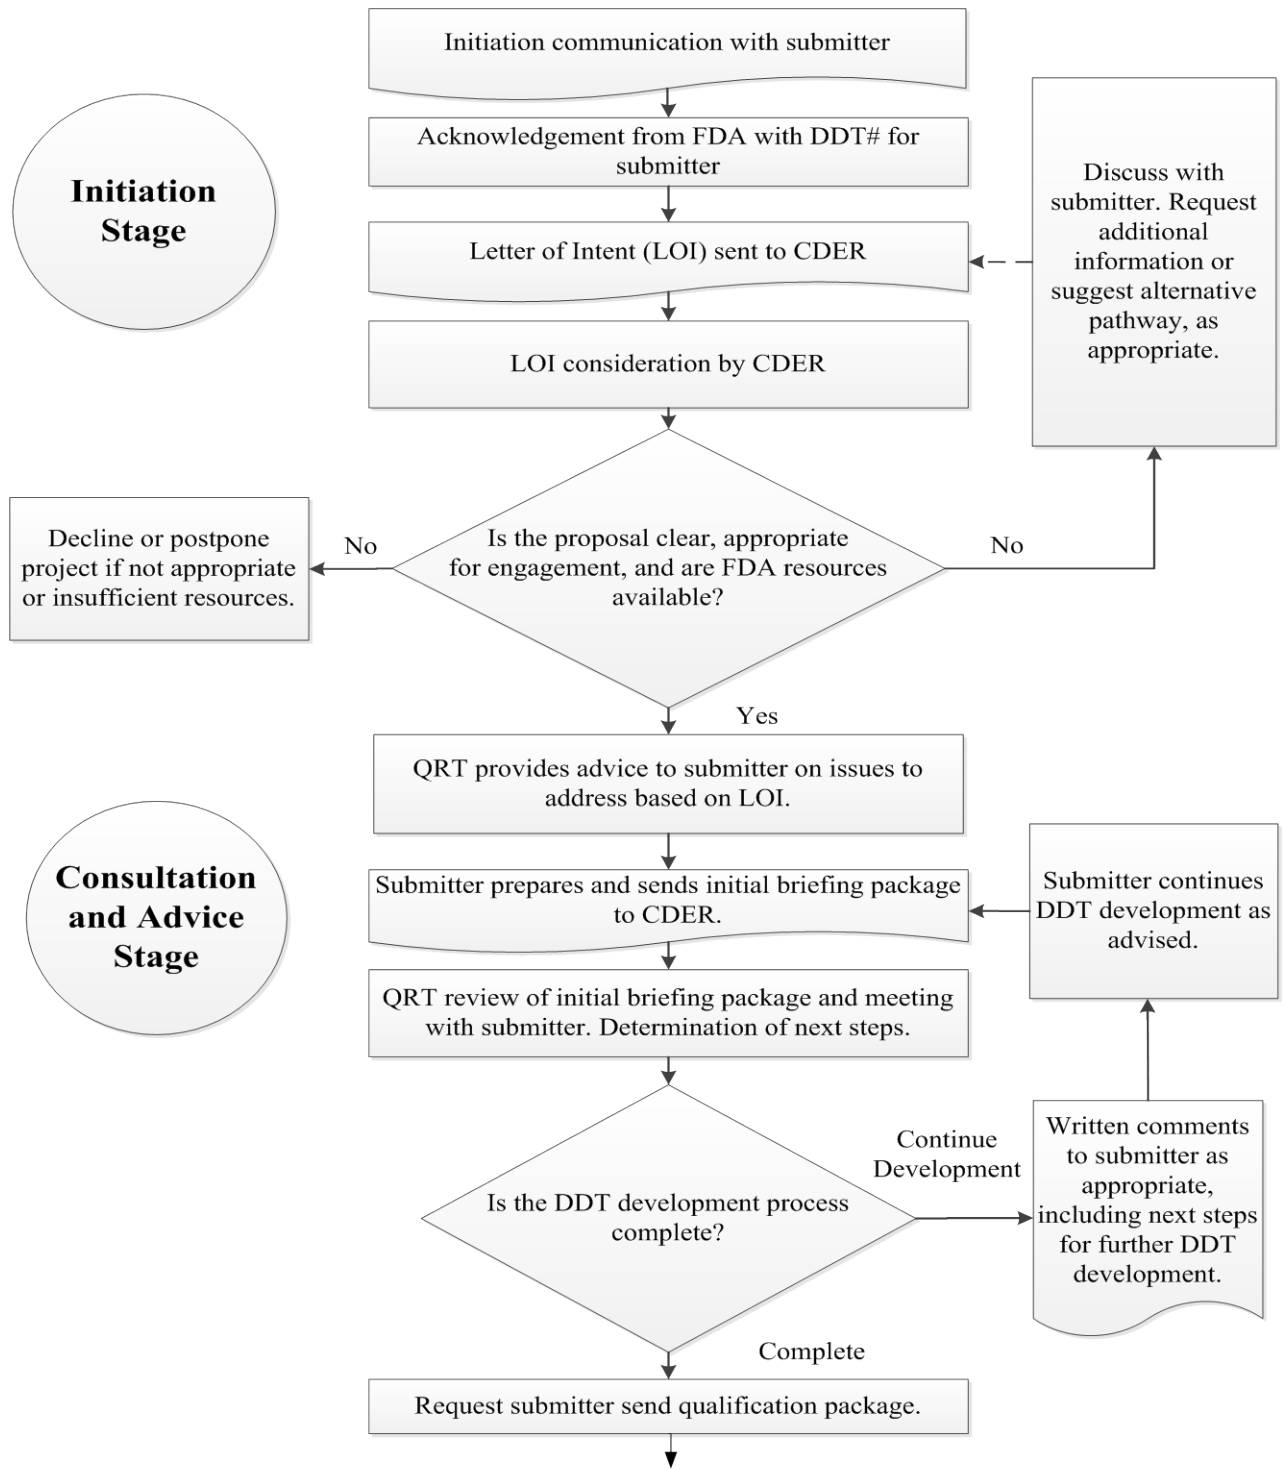 Initiation communication with submitter
Acknowledgement from FDA with DDT# for
submitter
Initiation
Stage
Letter of Intent (LOI) sent to CDER
Discuss with
submitter. Request
additional
information or
suggest alternative
pathway, as
appropriate.
LOI consideration by CDER
Is the proposal clear, appropriate
for engagement, and are FDA resources
available?
No
Decline or postpone
project if not appropriate
or insufficient resources.
No
Yes
QRT provides advice to submitter on issues to
address based on LOI.
Consultation
and Advice
Stage
Submitter prepares and sends initial briefing package
to CDER.
Submitter continues
DDT development as
advised.
QRT review of initial briefing package and meeting
with submitter. Determination of next steps.
Is the DDT development process
complete?
Continue
Development
Written comments
to submitter as
appropriate,
including next steps
for further DDT
development.
Complete
Request submitter send qualification package.